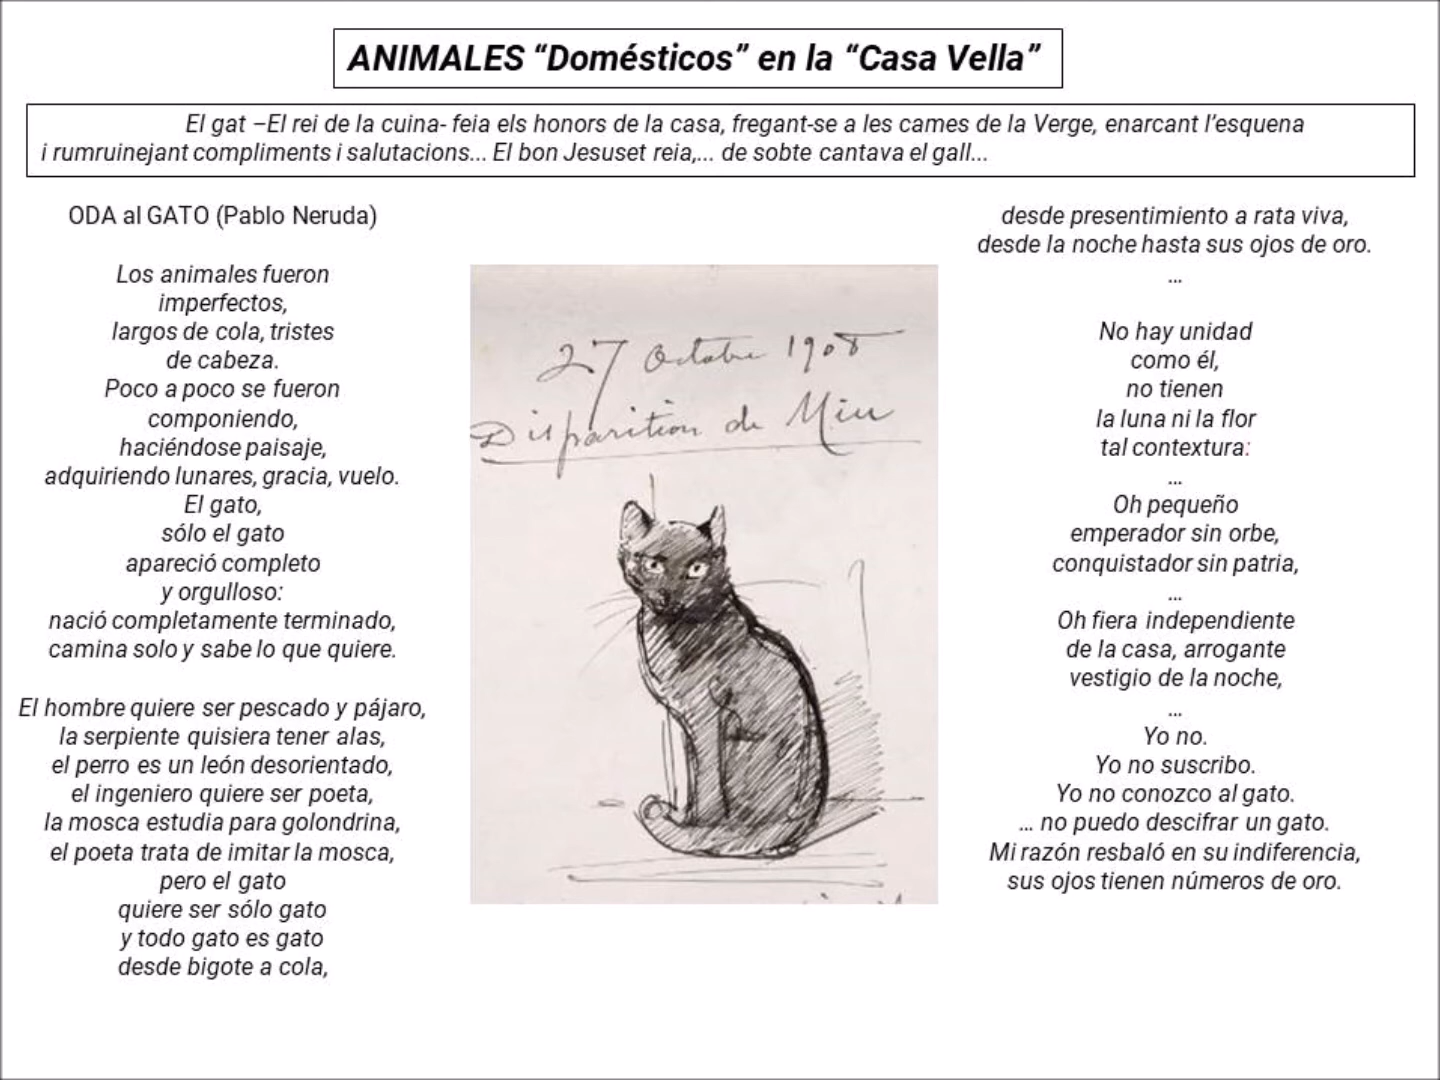 ANIMALES “Domésticos” en la “Casa Vella”
El gat –El rei de la cuina- feia els honors de la casa, fregant-se a les cames de la Verge, enarcant l’esquena
i rumruinejant compliments i salutacions... El bon Jesuset reia,... de sobte cantava el gall...
ODA al GATO (Pablo Neruda)
Los animales fueron
imperfectos,
largos de cola, tristes
de cabeza.
Poco a poco se fueron
componiendo,
haciéndose paisaje,
adquiriendo lunares, gracia, vuelo.
El gato,
sólo el gato
apareció completo
y orgulloso:
nació completamente terminado,
camina solo y sabe lo que quiere.
El hombre quiere ser pescado y pájaro,
la serpiente quisiera tener alas,
el perro es un león desorientado,
el ingeniero quiere ser poeta,
la mosca estudia para golondrina,
el poeta trata de imitar la mosca,
pero el gato
quiere ser sólo gato
y todo gato es gato
desde bigote a cola,
27 Octobre 1908
Disparition de Miu
desde presentimiento a rata viva,
desde la noche hasta sus ojos de oro.
...
No hay unidad
como él,
no tienen
la luna ni la flor
tal contextura:
...
Oh pequeño
emperador sin orbe,
conquistador sin patria,
...
Oh fiera independiente
de la casa, arrogante
vestigio de la noche,
...
Yo no.
Yo no suscribo.
Yo no conozco al gato.
... no puedo descifrar un gato.
Mi razón resbaló en su indiferencia,
sus ojos tienen números de oro.